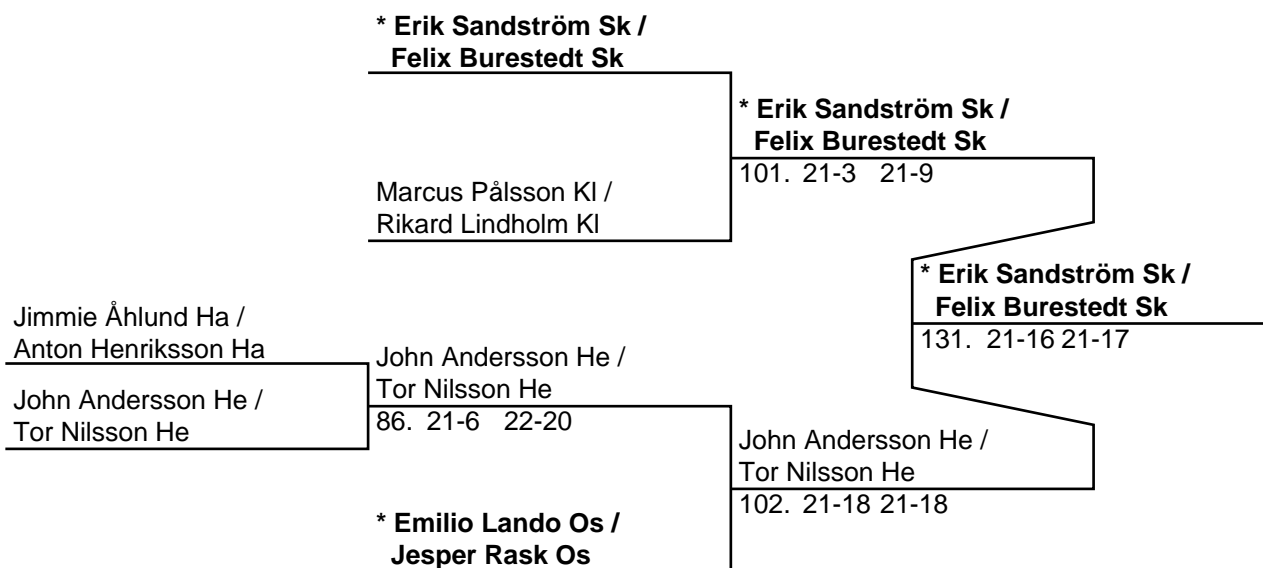 * Erik Sandström Sk /
Felix Burestedt Sk
* Erik Sandström Sk /
Felix Burestedt Sk
101. 21-3 21-9
Marcus Pålsson Kl /
Rikard Lindholm Kl
* Erik Sandström Sk /
Felix Burestedt Sk
131. 21-16 21-17
Jimmie Åhlund Ha /
Anton Henriksson Ha
John Andersson He /
Tor Nilsson He
86. 21-6 22-20
John Andersson He /
Tor Nilsson He
John Andersson He /
Tor Nilsson He
102. 21-18 21-18
* Emilio Lando Os /
Jesper Rask Os